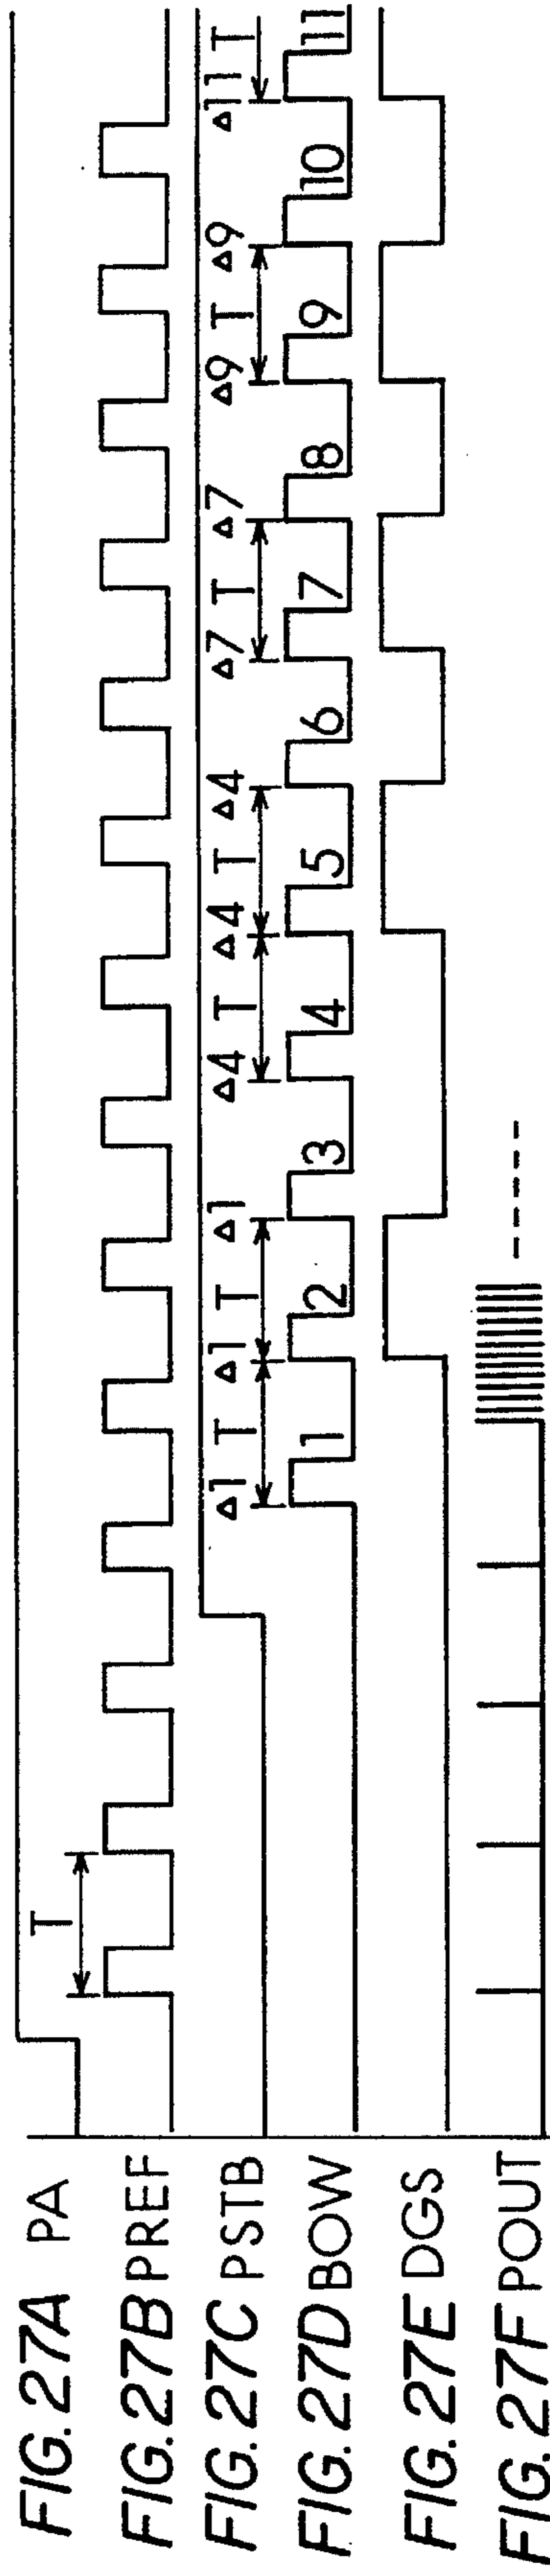 FIG. 27A PA
FIG. 27B PREF
T
FIG. 27C PSTB
Δ1 T Δ1 T Δ1 Δ4 T Δ4 T Δ4 Δ7 T Δ7 Δ9 T Δ9 Δ11 T
FIG. 27D BOW
1 2 3 4 5 6 7 8 9 10 11
FIG. 27E DGS
FIG. 27F POUT